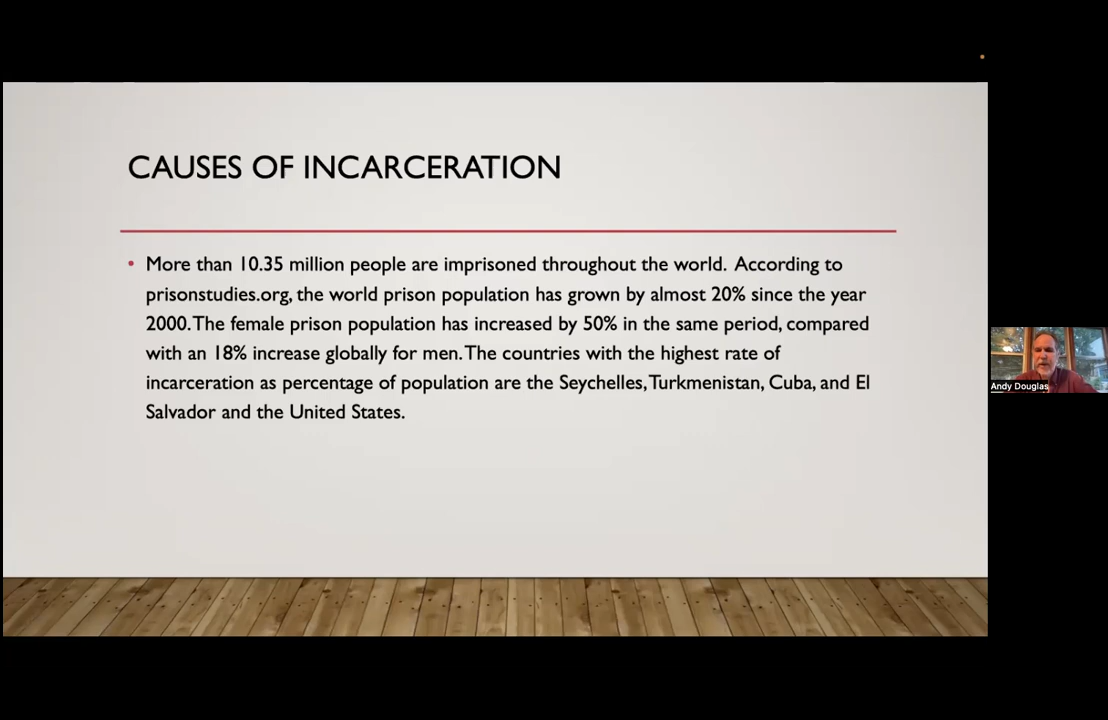 CAUSES OF INCARCERATION
• More than 10.35 million people are imprisoned throughout the world. According to
prisonstudies.org, the world prison population has grown by almost 20% since the year
2000. The female prison population has increased by 50% in the same period, compared
with an 18% increase globally for men. The countries with the highest rate of
incarceration as percentage of population are the Seychelles, Turkmenistan, Cuba, and El
Salvador and the United States.
Andy Douglas